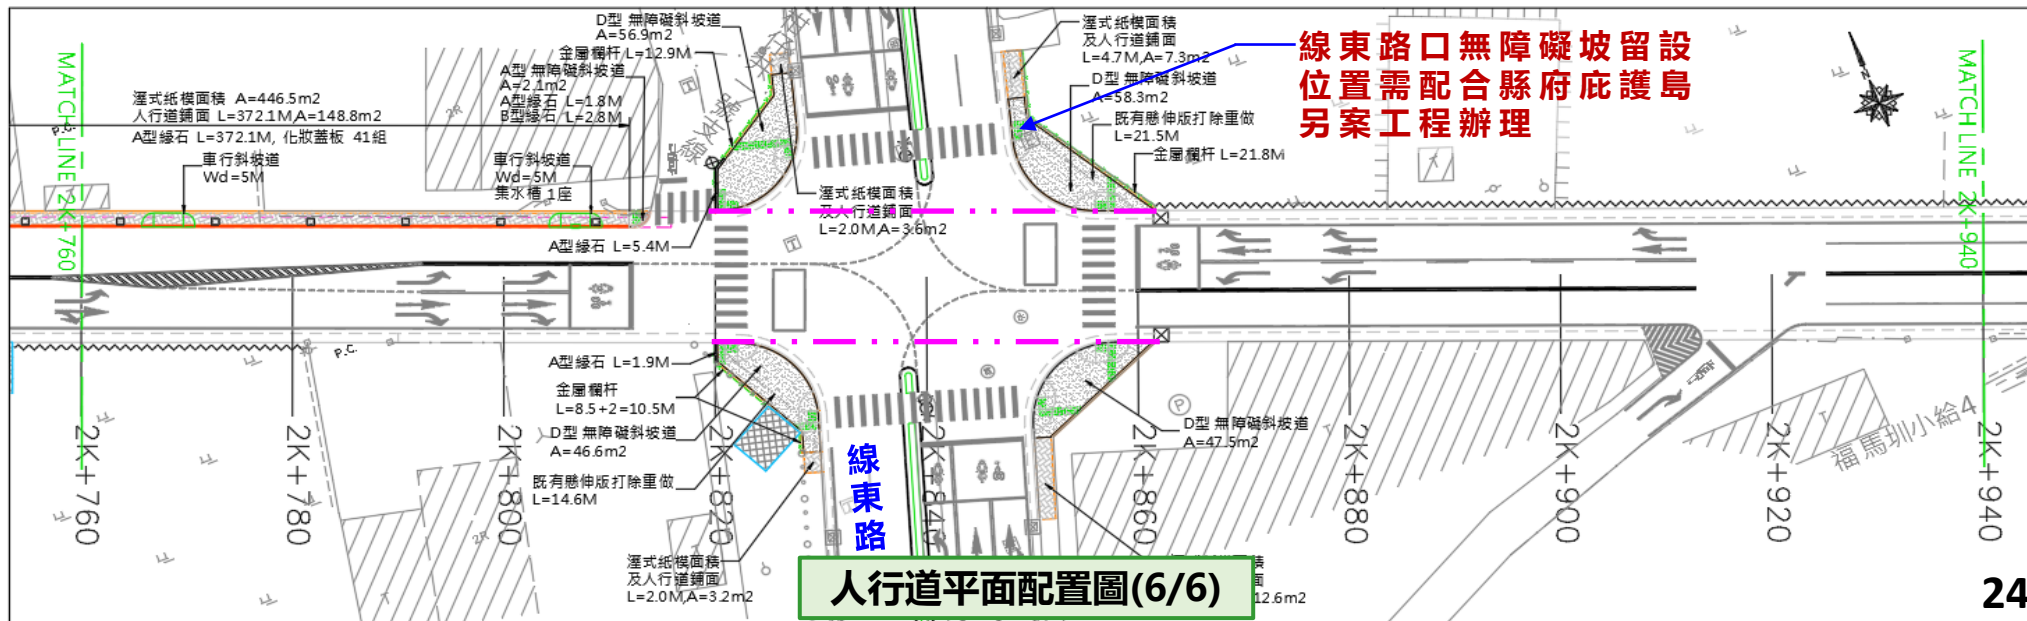 D型 無障礙斜坡道
A=56.9m2
金屬欄杆 L=12.9M
A型 無障礙斜坡道
A=2.1m2
A型緣石 L=1.8M
B型緣石 L=2.8M
溼式紙模面積 A=446.5m2
人行道鋪面 L=372.1M,A=148.8m2
P.C.
A型緣石 L=372.1M, 化妝蓋板 41組
車行斜坡道
Wd=5M
車行斜坡道
Wd=5M
集水槽 1座
MATCH LINE 2K+760
2R
溼式紙模面積
及人行道鋪面
L=4.7M,A=7.3m2
D型 無障礙斜坡道
A=58.3m2
既有懸伸版打除重做
L=21.5M
金屬欄杆 L=21.8M
線東路口無障礙坡留設
位置需配合縣府庇護島
另案工程辦理
MATCH LINE 2K+940
溼式紙模面積
及人行道鋪面
L=2.0M,A=3.6m2
A型緣石 L=5.4M
P.C.
A型緣石 L=1.9M
金屬欄杆
L=8.5+2=10.5M
D型 無障礙斜坡道
A=46.6m2
既有懸伸版打除重做
L=14.6M
2R
溼式紙模面積
及人行道鋪面
L=2.0M,A=3.2m2
線東路
P
D型 無障礙斜坡道
A=47.5m2
福馬圳小給4
2K+760
2K+780
2K+800
2K+820
2K+840
2K+860
2K+880
2K+900
2K+920
2K+940
積
面
12.6m2
人行道平面配置圖(6/6)
24